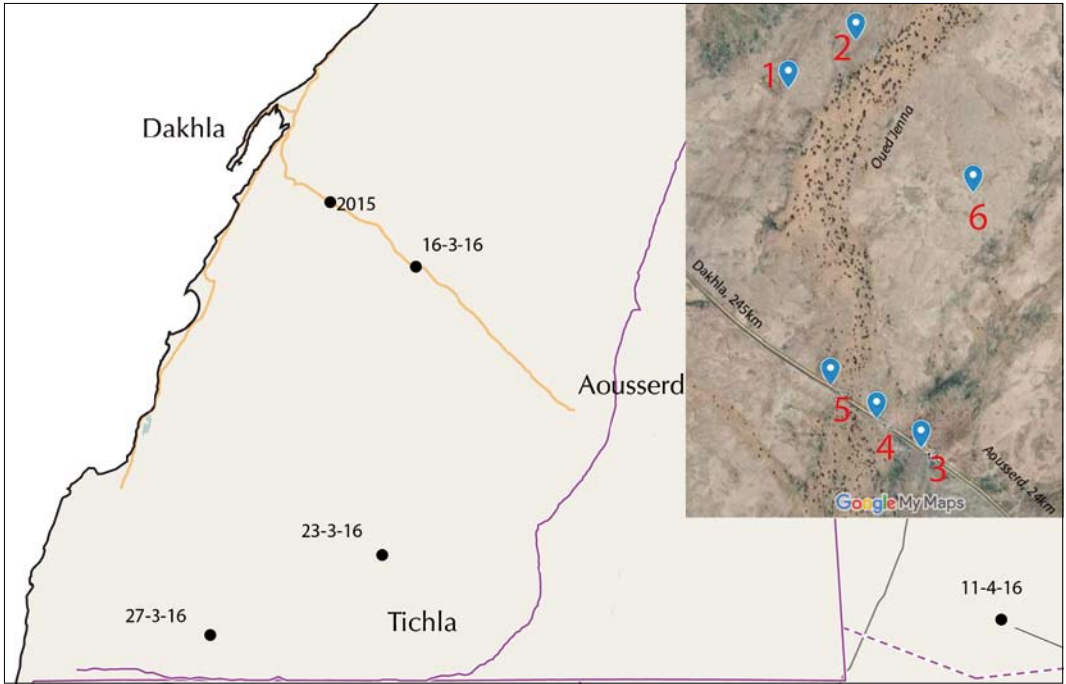 Dakhla
2015
16-3-16
Aousserd
23-3-16
27-3-16
Tichla
11-4-16
2
1
Oued Jenna
6
Dakhla, 245km
5
4
3
Aousserd, 24km
Google My Maps